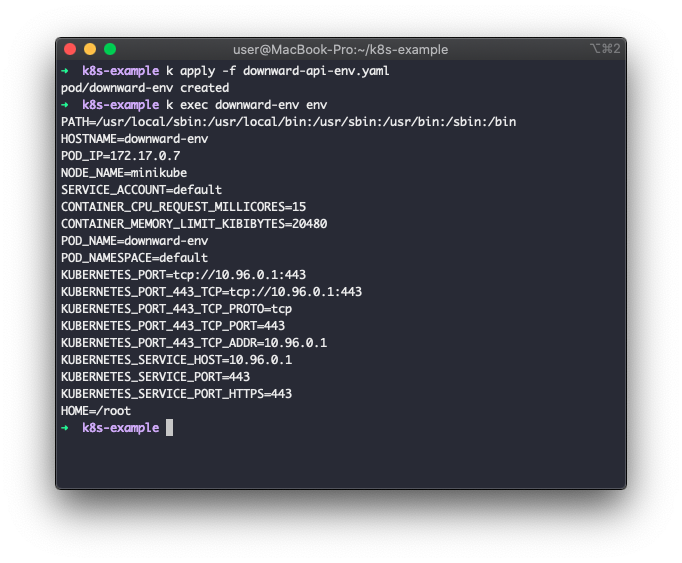 user@MacBook-Pro:~/k8s-example
⌥⌘2
➜ k8s-example k apply -f downward-api-env.yaml
pod/downward-env created
➜ k8s-example k exec downward-env env
PATH=/usr/local/sbin:/usr/local/bin:/usr/sbin:/usr/bin:/sbin:/bin
HOSTNAME=downward-env
POD_IP=172.17.0.7
NODE_NAME=minikube
SERVICE_ACCOUNT=default
CONTAINER_CPU_REQUEST_MILLICORES=15
CONTAINER_MEMORY_LIMIT_KIBIBYTES=20480
POD_NAME=downward-env
POD_NAMESPACE=default
KUBERNETES_PORT=tcp://10.96.0.1:443
KUBERNETES_PORT_443_TCP=tcp://10.96.0.1:443
KUBERNETES_PORT_443_TCP_PROTO=tcp
KUBERNETES_PORT_443_TCP_PORT=443
KUBERNETES_PORT_443_TCP_ADDR=10.96.0.1
KUBERNETES_SERVICE_HOST=10.96.0.1
KUBERNETES_SERVICE_PORT=443
KUBERNETES_SERVICE_PORT_HTTPS=443
HOME=/root
➜ k8s-example